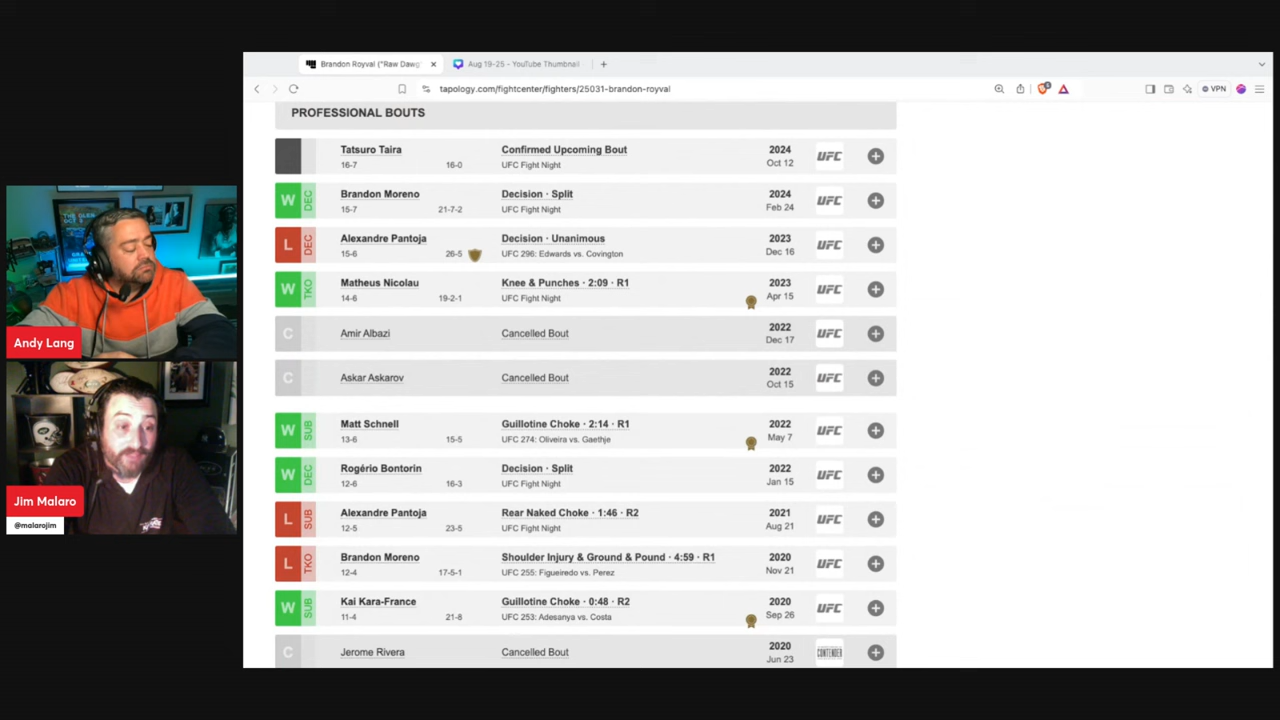 Brandon Royval ("Raw Dawg"
Aug 19-25 - YouTube Thumbnail
tapology.com/fightcenter/fighters/25031-brandon-royval
VPN
PROFESSIONAL BOUTS
Tatsuro Taira Confirmed Upcoming Bout 2024
16-7 16-0 UFC Fight Night Oct 12 UFC
W DEC Brandon Moreno Decision · Split 2024
15-7 21-7-2 UFC Fight Night Feb 24 UFC
L DEC Alexandre Pantoja Decision · Unanimous 2023
15-6 26-5 UFC 296: Edwards vs. Covington Dec 16 UFC
W TKO Matheus Nicolau Knee & Punches · 2:09 · R1 2023
14-6 19-2-1 UFC Fight Night Apr 15 UFC
C Amir Albazi Cancelled Bout 2022
Dec 17 UFC
C Askar Askarov Cancelled Bout 2022
Oct 15 UFC
W SUB Matt Schnell Guillotine Choke · 2:14 · R1 2022
13-6 15-5 UFC 274: Oliveira vs. Gaethje May 7 UFC
W DEC Rogério Bontorin Decision · Split 2022
12-6 16-3 UFC Fight Night Jan 15 UFC
L SUB Alexandre Pantoja Rear Naked Choke · 1:46 · R2 2021
12-5 23-5 UFC Fight Night Aug 21 UFC
L TKO Brandon Moreno Shoulder Injury & Ground & Pound · 4:59 · R1 2020
12-4 17-5-1 UFC 255: Figueiredo vs. Perez Nov 21 UFC
W SUB Kai Kara-France Guillotine Choke · 0:48 · R2 2020
11-4 21-8 UFC 253: Adesanya vs. Costa Sep 26 UFC
C Jerome Rivera Cancelled Bout 2020
Jun 23 CONTENDER
Andy Lang
Jim Malaro
@malarojim